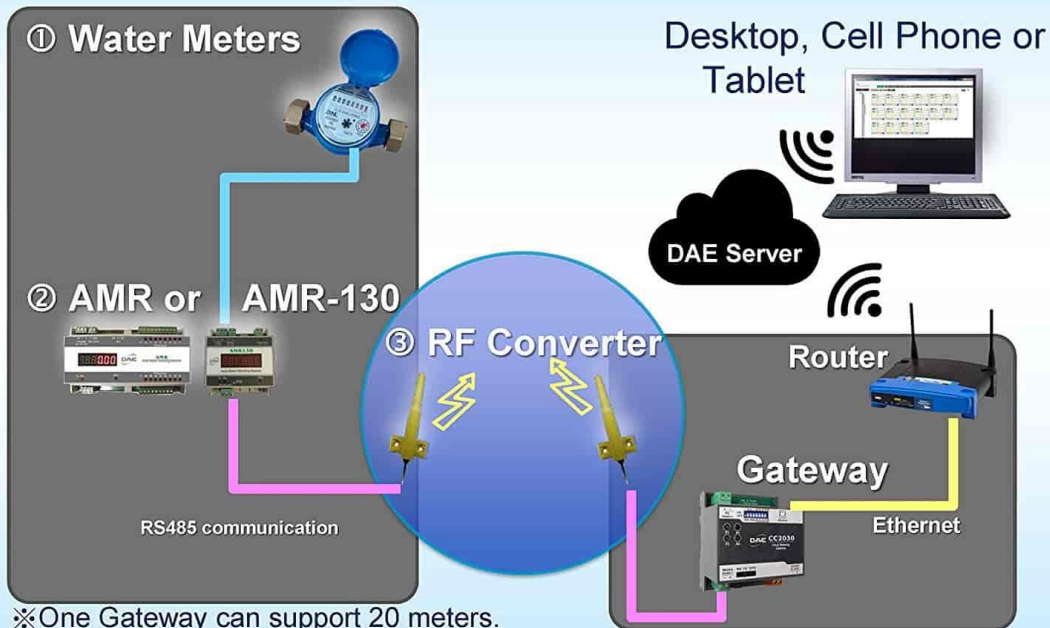 ① Water Meters
Desktop, Cell Phone or
Tablet
DAE Server
② AMR or AMR-130
③ RF Converter
Router
Gateway
RS485 communication
DAE CC2030
Ethernet
※One Gateway can support 20 meters.